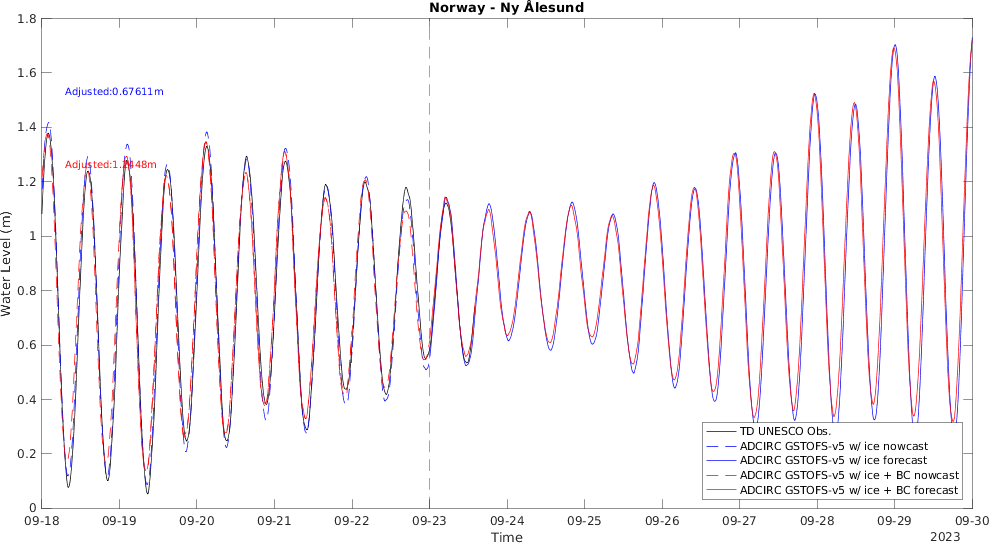 Norway - Ny Ålesund
1.8
1.6
1.4
1.2
1
0.8
0.6
0.4
0.2
0
Water Level (m)
Adjusted:0.67611m
TD UNESCO Obs.
ADCIRC GSTOFS-v5 w/ ice nowcast
ADCIRC GSTOFS-v5 w/ ice forecast
ADCIRC GSTOFS-v5 w/ ice + BC nowcast
ADCIRC GSTOFS-v5 w/ ice + BC forecast
09-18 09-19 09-20 09-21 09-22 09-23 09-24 09-25 09-26 09-27 09-28 09-29 09-30
Time
2023